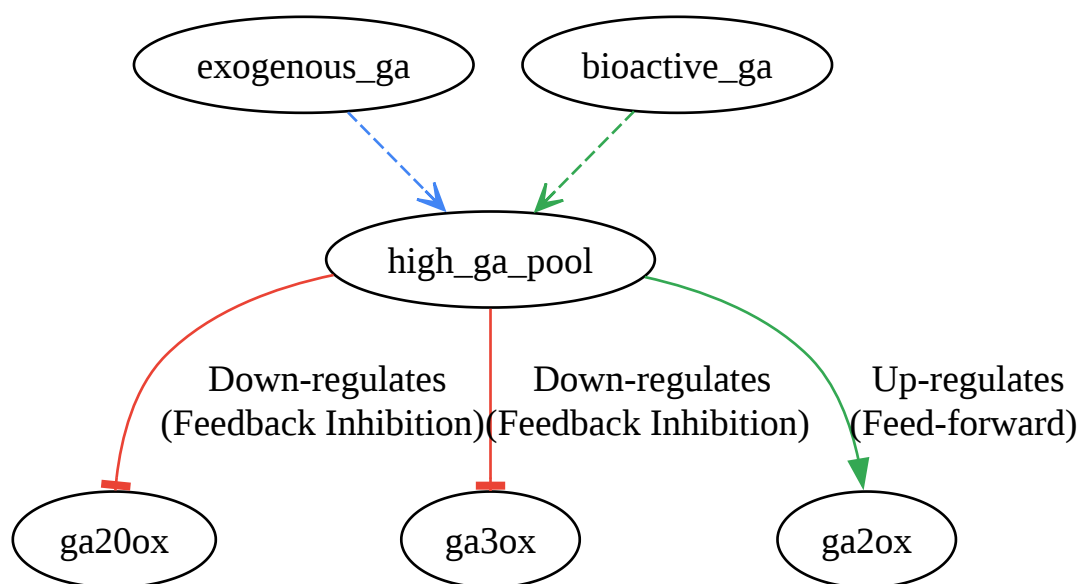 exogenous_ga
bioactive_ga
high_ga_pool
Down-regulates
(Feedback Inhibition)
Down-regulates
(Feedback Inhibition)
Up-regulates
(Feed-forward)
ga20ox
ga3ox
ga2ox